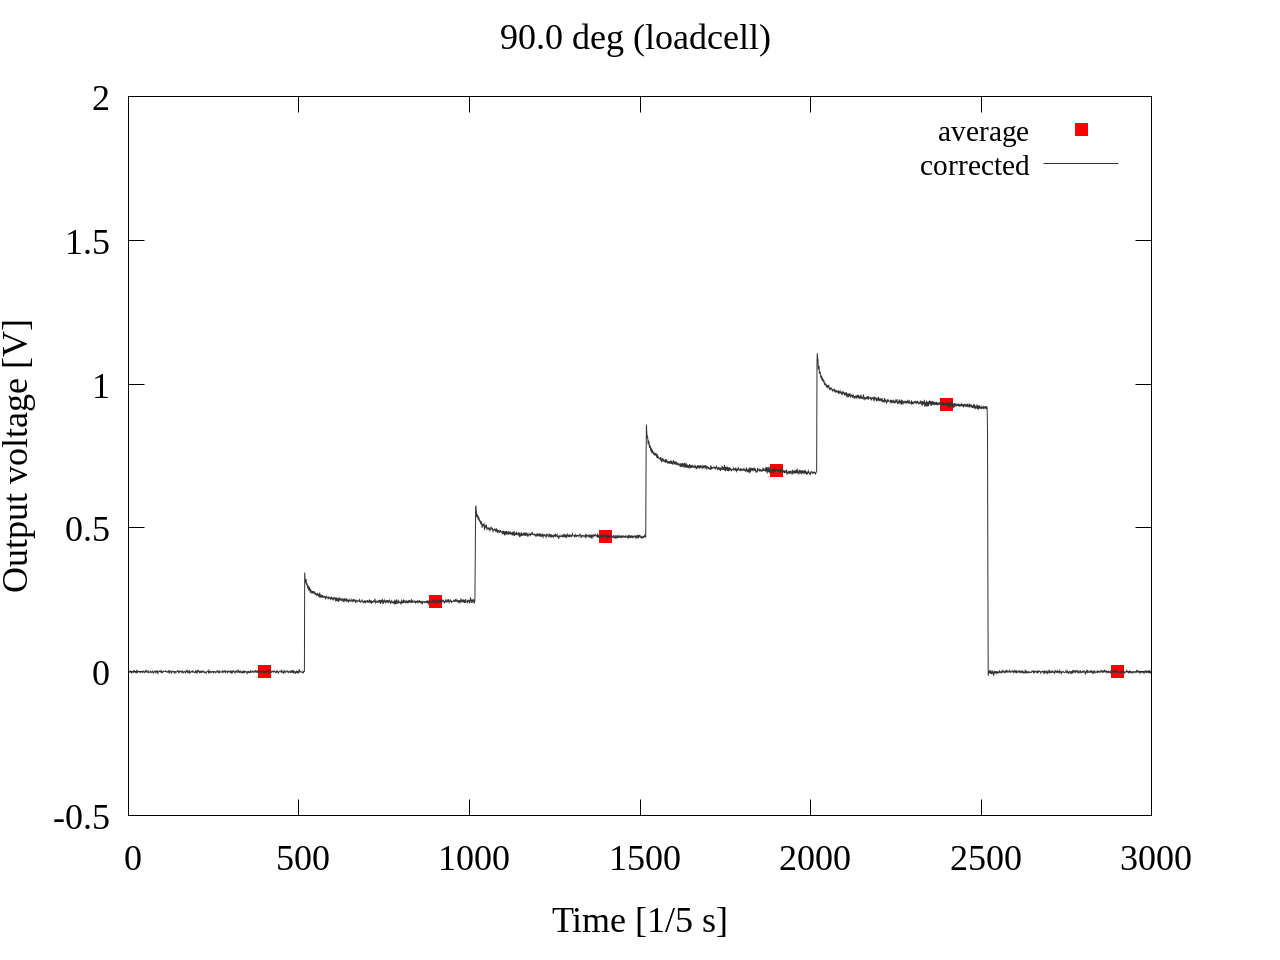 90.0 deg (loadcell)
average
corrected
Output voltage [V]
2
1.5
1
0.5
0
-0.5
0 500 1000 1500 2000 2500 3000
Time [1/5 s]